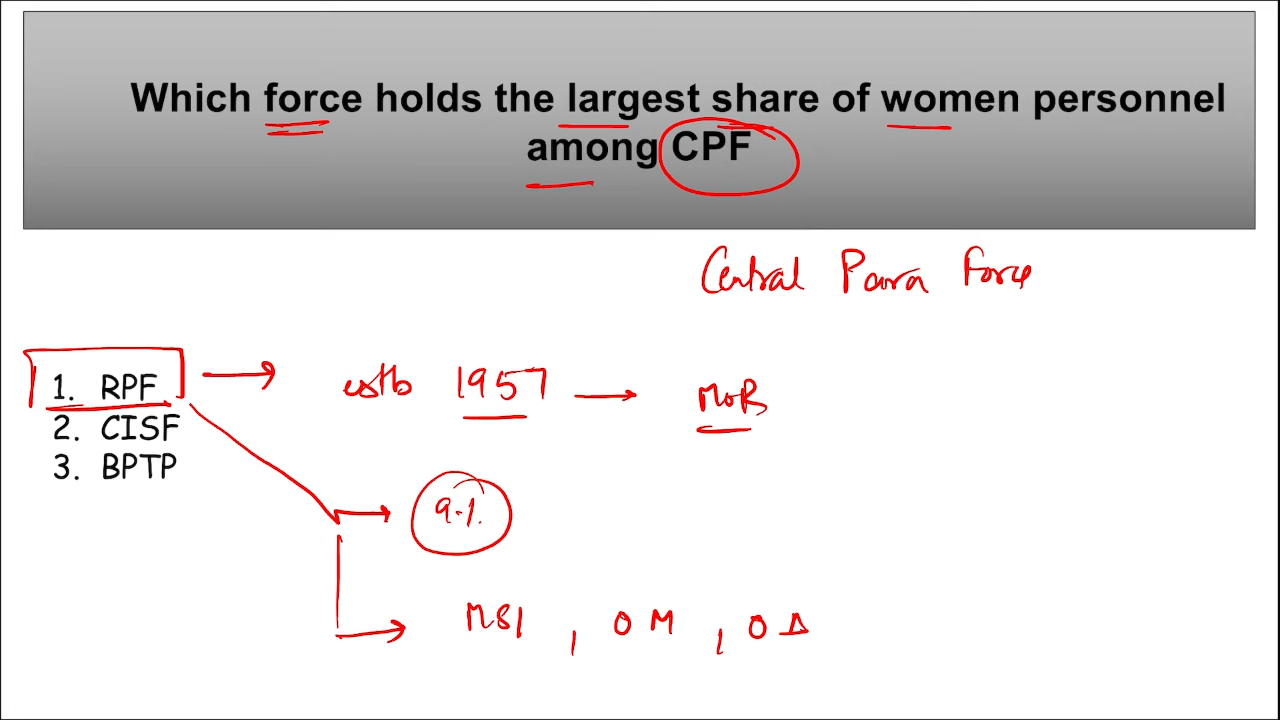 Which force holds the largest share of women personnel
among CPF
Central Para Force
1. RPF
estb 1957
MoR
2. CISF
3. BPTP
9.1.
, O M , O D